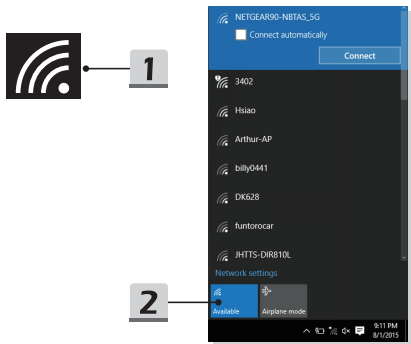 1
NETGEAR90-NBTAS_5G
Connect automatically
Connect
3402
Hsiao
Arthur-AP
billy0441
DK628
funtorocar
JHTTS-DIR810L
Network settings
2
Available
Airplane mode
9:11 PM
8/1/2015